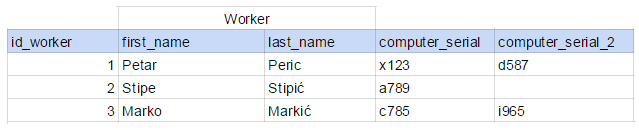 Worker
id_worker first_name last_name computer_serial computer_serial_2
1 Petar Peric x123 d587
2 Stipe Stipić a789
3 Marko Markić c785 i965